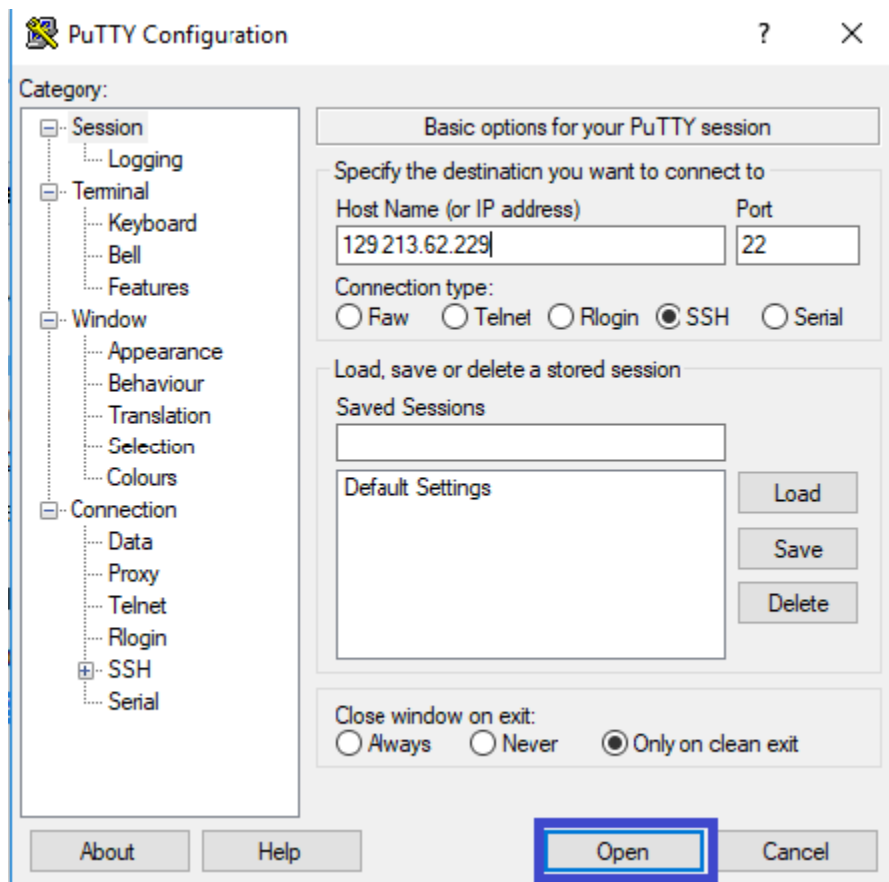 PuTTY Configuration ?
Category:
Session
Logging
Terminal
Keyboard
Bell
Features
Window
Appearance
Behaviour
Translation
Selection
Colours
Connection
Data
Proxy
Telnet
Rlogin
SSH
Serial
Basic options for your PuTTY session
Specify the destination you want to connect to
Host Name (or IP address) Port
129.213.62.229 22
Connection type:
Raw Telnet Rlogin SSH Serial
Load, save or delete a stored session
Saved Sessions
Default Settings
Load
Save
Delete
Close window on exit:
Always Never Only on clean exit
About Help Open Cancel